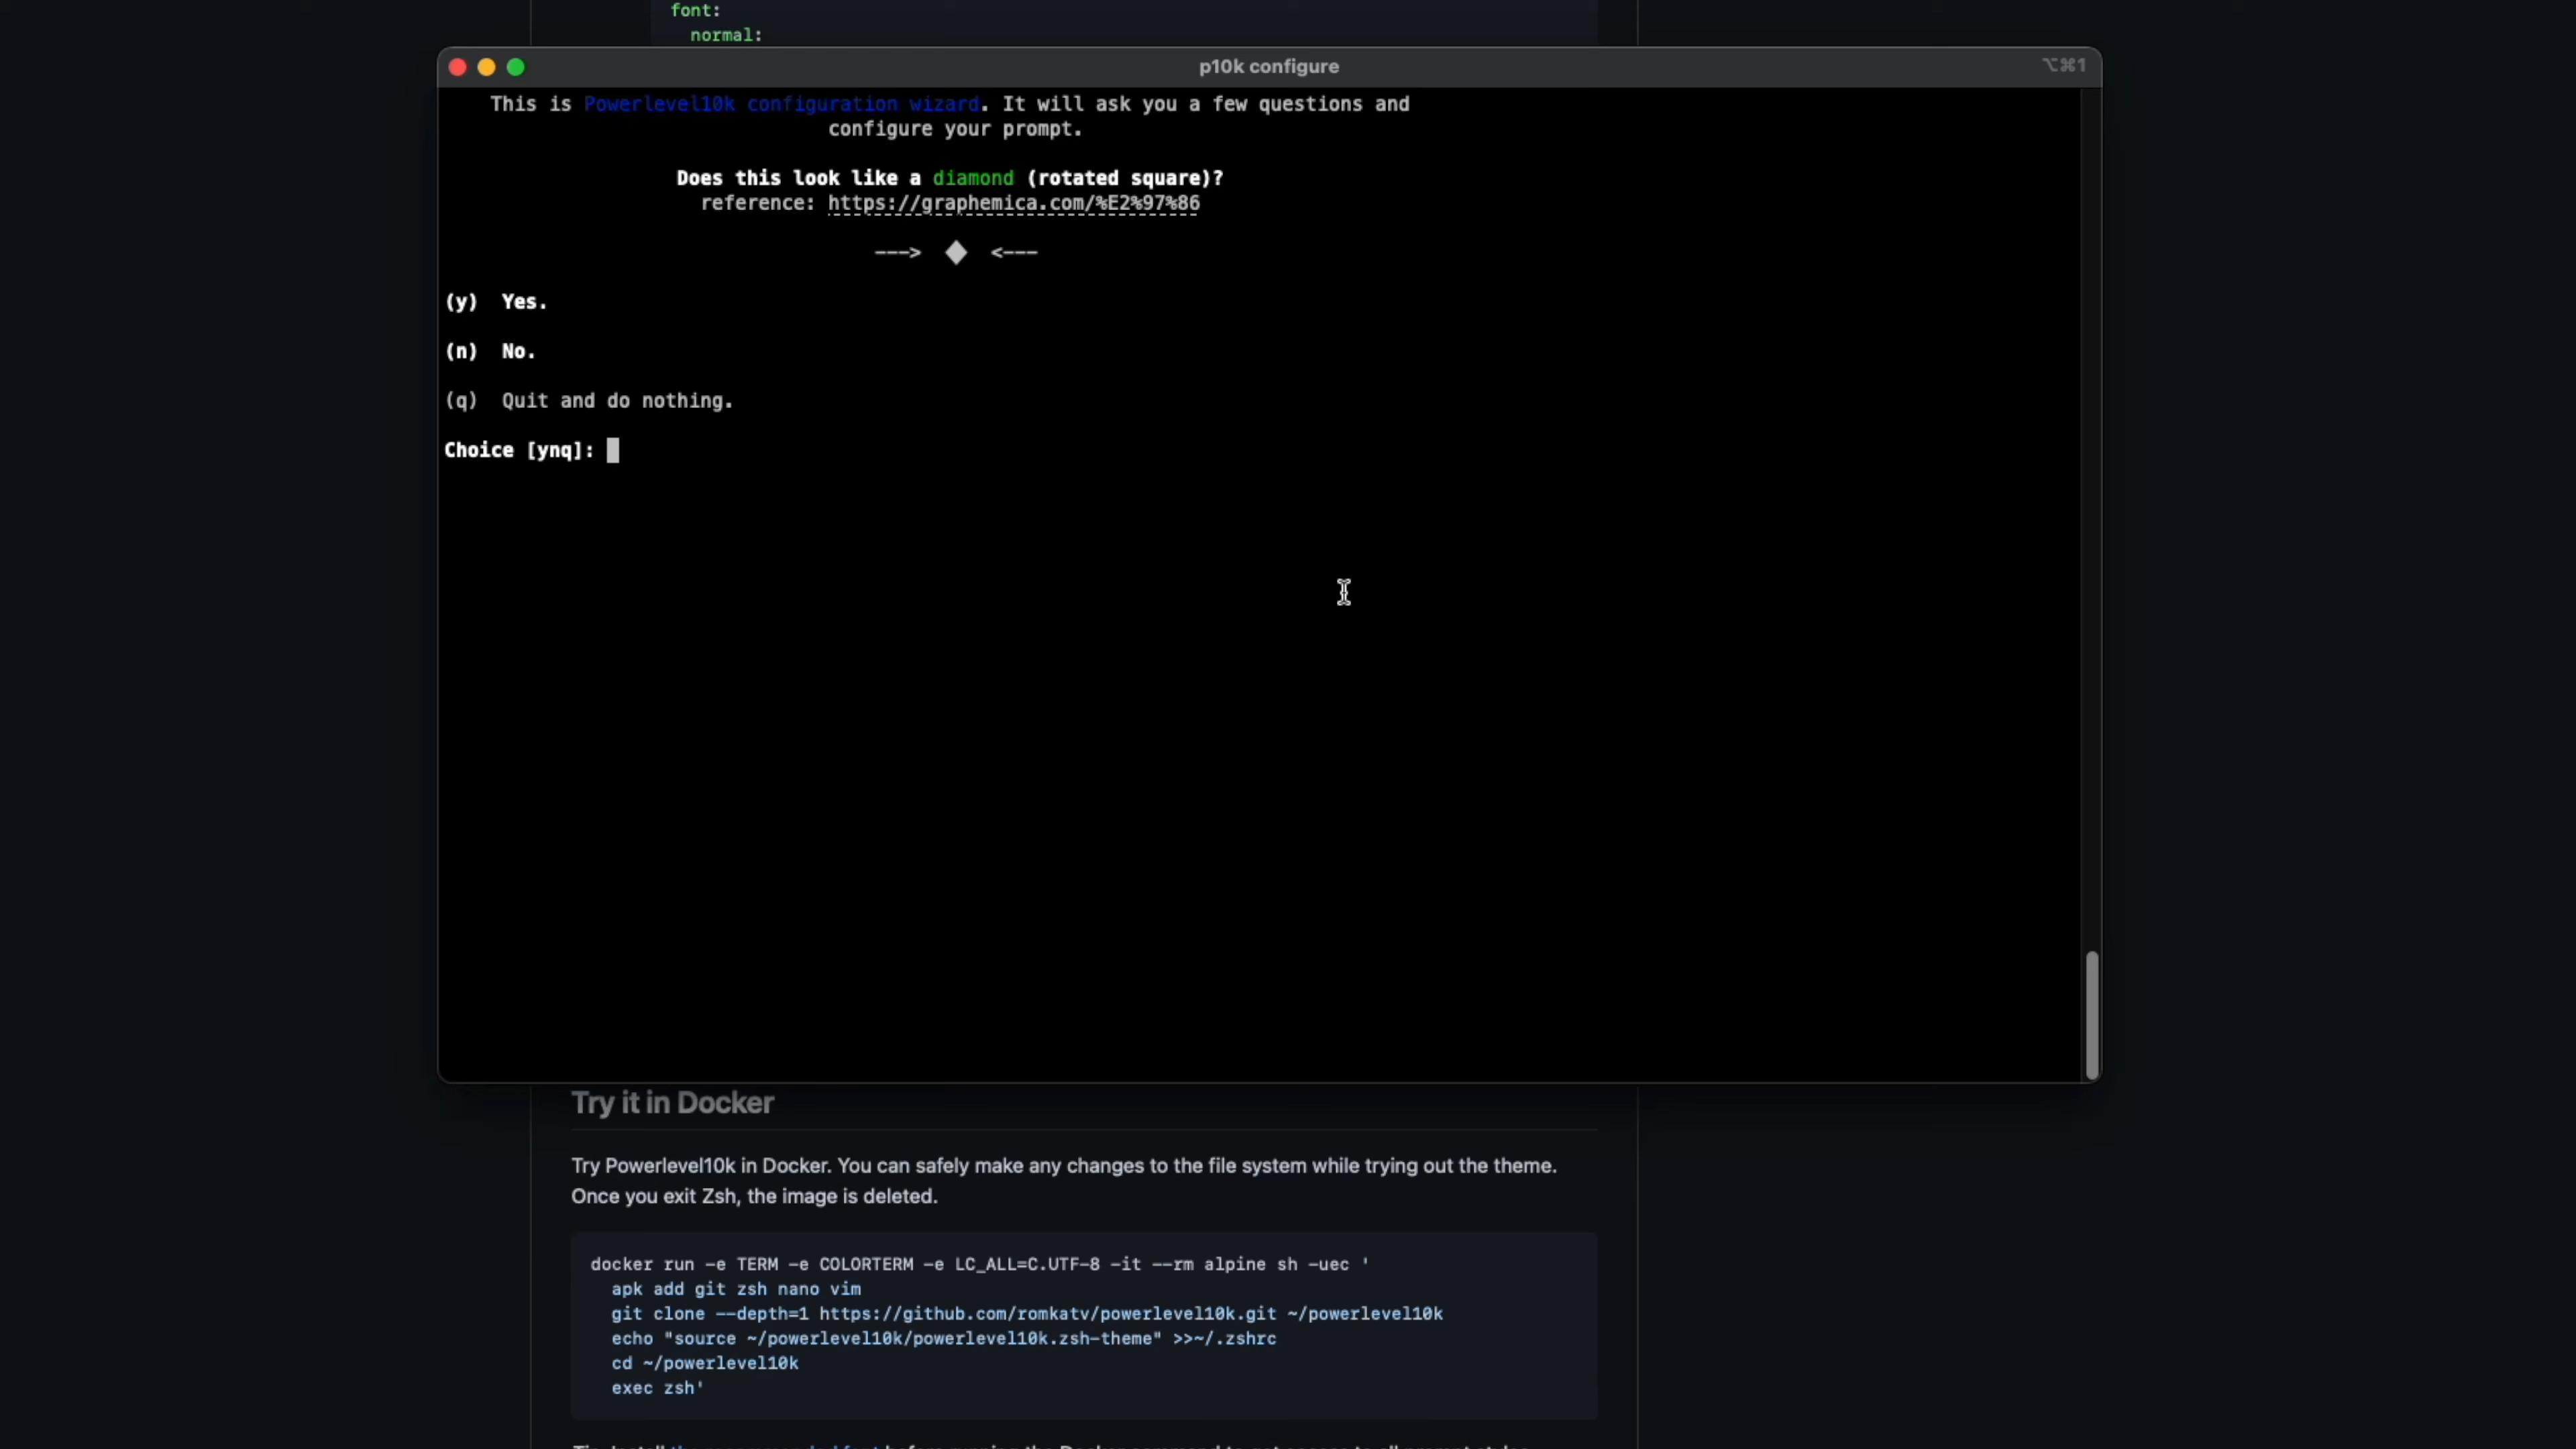 font:
normal:
p10k configure
⌥⌘1
This is Powerlevel10k configuration wizard. It will ask you a few questions and
configure your prompt.
Does this look like a diamond (rotated square)?
reference: https://graphemica.com/%E2%97%86
---> ◆ <---
(y) Yes.
(n) No.
(q) Quit and do nothing.
Choice [ynq]:
Try it in Docker
Try Powerlevel10k in Docker. You can safely make any changes to the file system while trying out the theme.
Once you exit Zsh, the image is deleted.
docker run -e TERM -e COLORTERM -e LC_ALL=C.UTF-8 -it --rm alpine sh -uec '
apk add git zsh nano vim
git clone --depth=1 https://github.com/romkatv/powerlevel10k.git ~/powerlevel10k
echo "source ~/powerlevel10k/powerlevel10k.zsh-theme" >>~/.zshrc
cd ~/powerlevel10k
exec zsh'